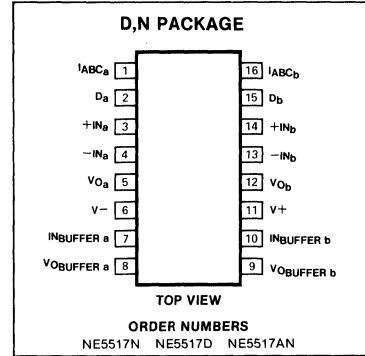 D,N PACKAGE
IABCa 1 16 IABCb
Da 2 15 Db
+INa 3 14 +INb
−INa 4 13 −INb
VOa 5 12 VOb
V− 6 11 V+
INBUFFER a 7 10 INBUFFER b
VOBUFFER a 8 9 VOBUFFER b
TOP VIEW
ORDER NUMBERS
NE5517N NE5517D NE5517AN